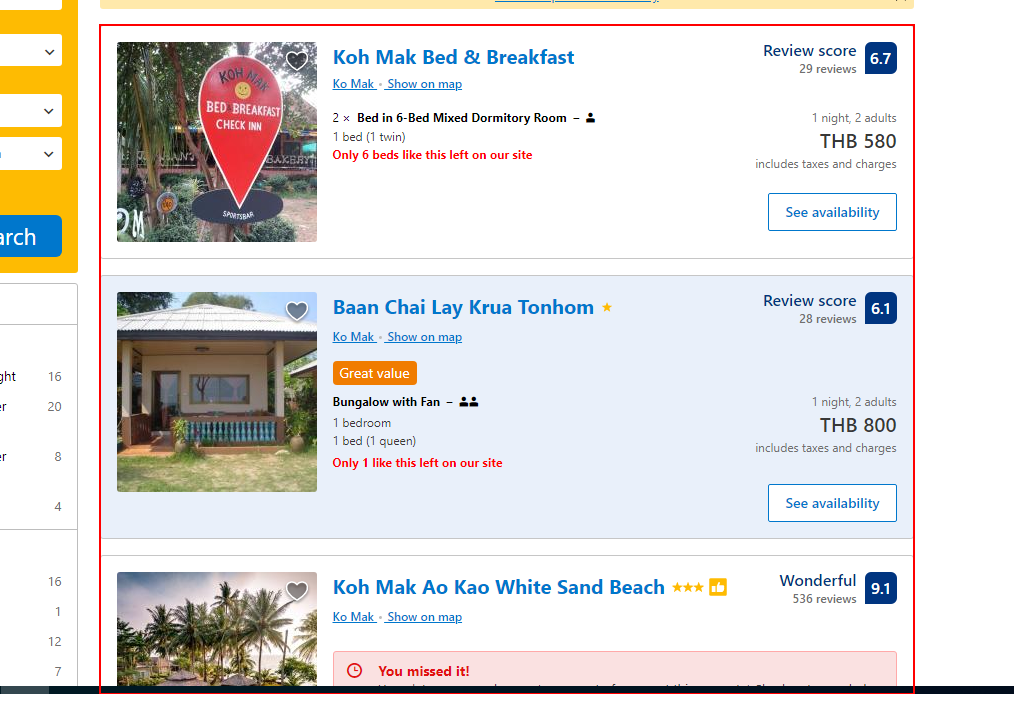 Koh Mak Bed & Breakfast
Ko Mak • Show on map
2 × Bed in 6-Bed Mixed Dormitory Room –
1 bed (1 twin)
Only 6 beds like this left on our site
Review score 6.7
29 reviews
1 night, 2 adults
THB 580
includes taxes and charges
See availability
KOH MAK
BED & BREAKFAST
CHECK INN
BAKERY
SPORTSBAR
arch
Baan Chai Lay Krua Tonhom
Ko Mak • Show on map
Great value
Bungalow with Fan –
1 bedroom
1 bed (1 queen)
Only 1 like this left on our site
Review score 6.1
28 reviews
1 night, 2 adults
THB 800
includes taxes and charges
See availability
ght 16
er 20
er 8
4
16
1
12
7
Koh Mak Ao Kao White Sand Beach
Ko Mak • Show on map
Wonderful 9.1
536 reviews
You missed it!